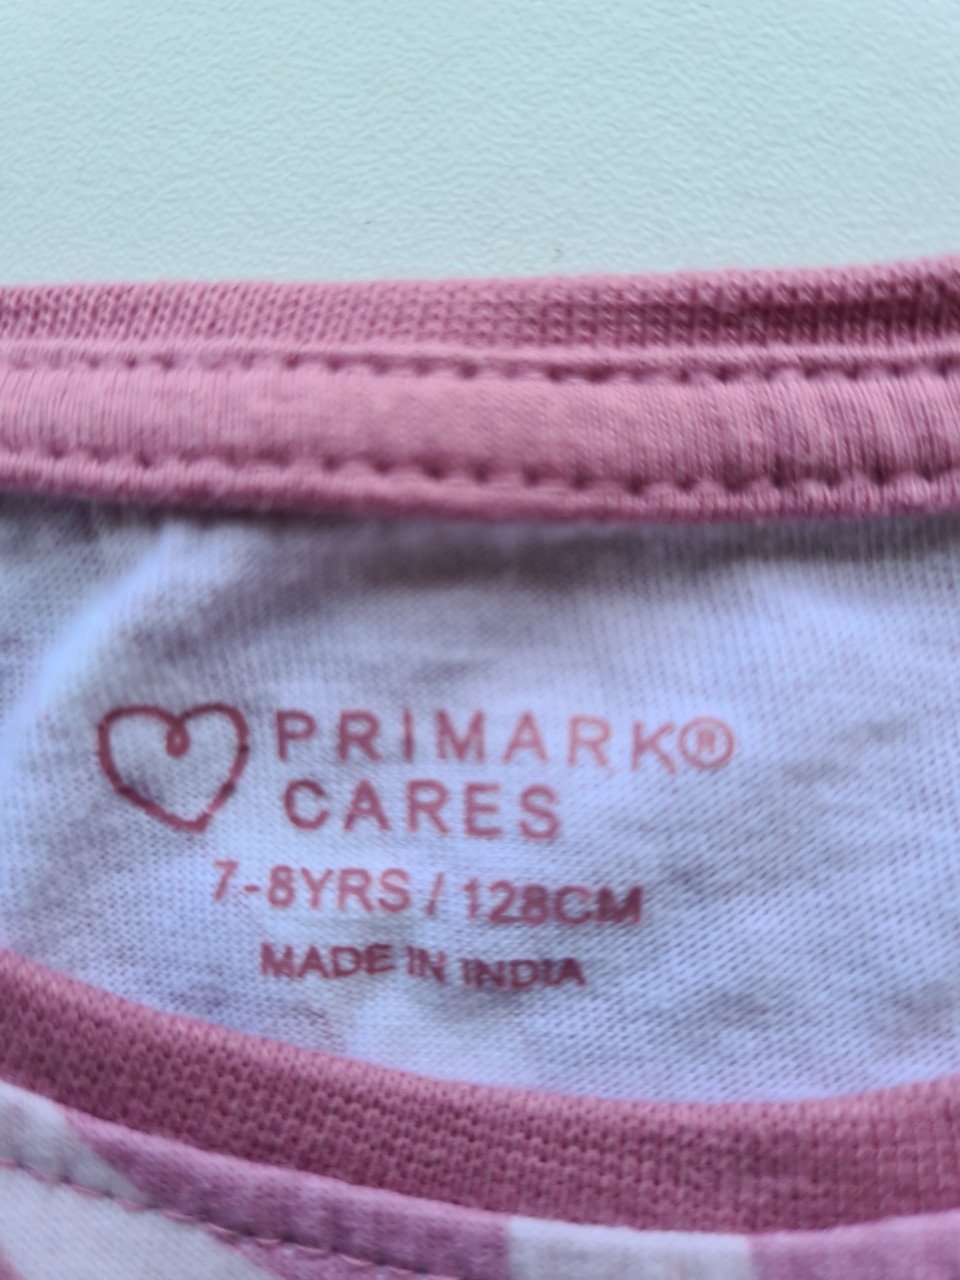 PRIMARK®
CARES
7-8YRS / 128CM
MADE IN INDIA